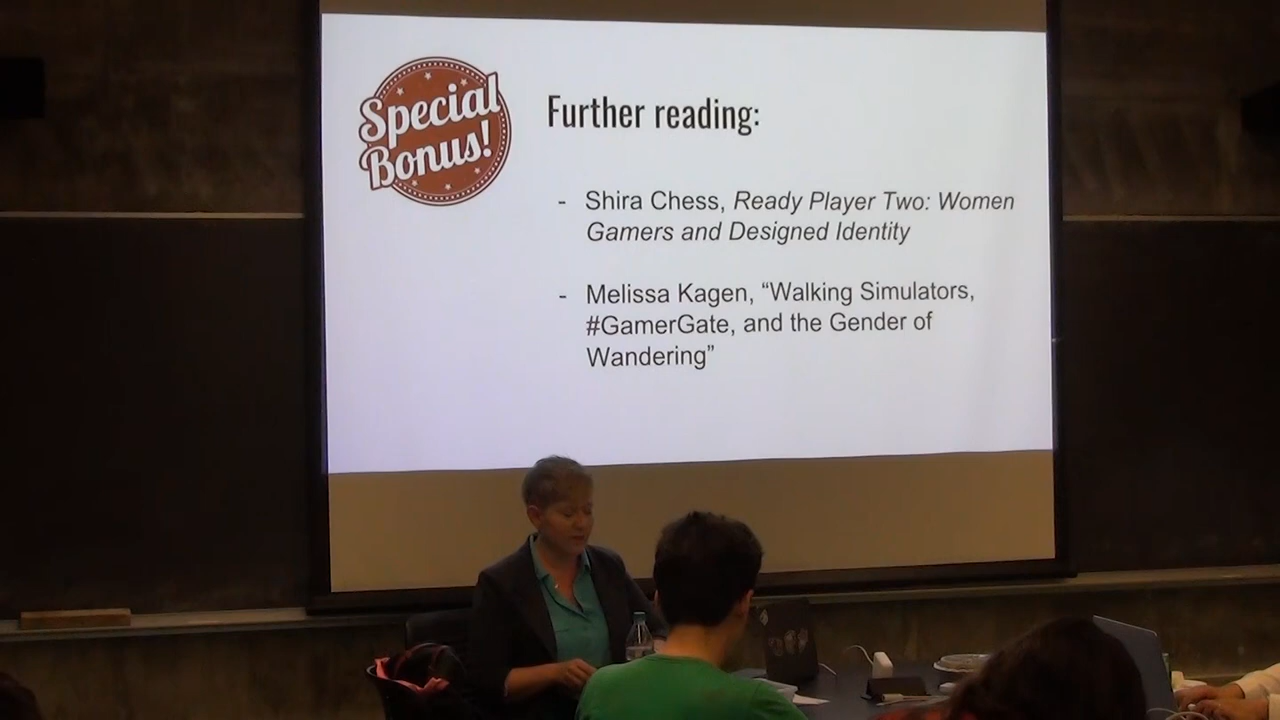 Special
Bonus!
Further reading:
- Shira Chess, Ready Player Two: Women
Gamers and Designed Identity
- Melissa Kagen, “Walking Simulators,
#GamerGate, and the Gender of
Wandering”